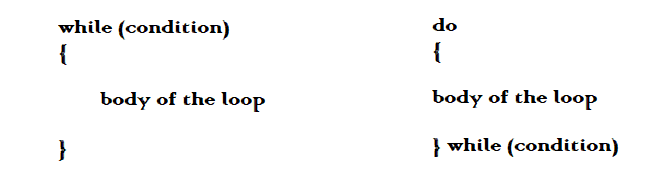 while (condition)
{
body of the loop
}
do
{
body of the loop
} while (condition)